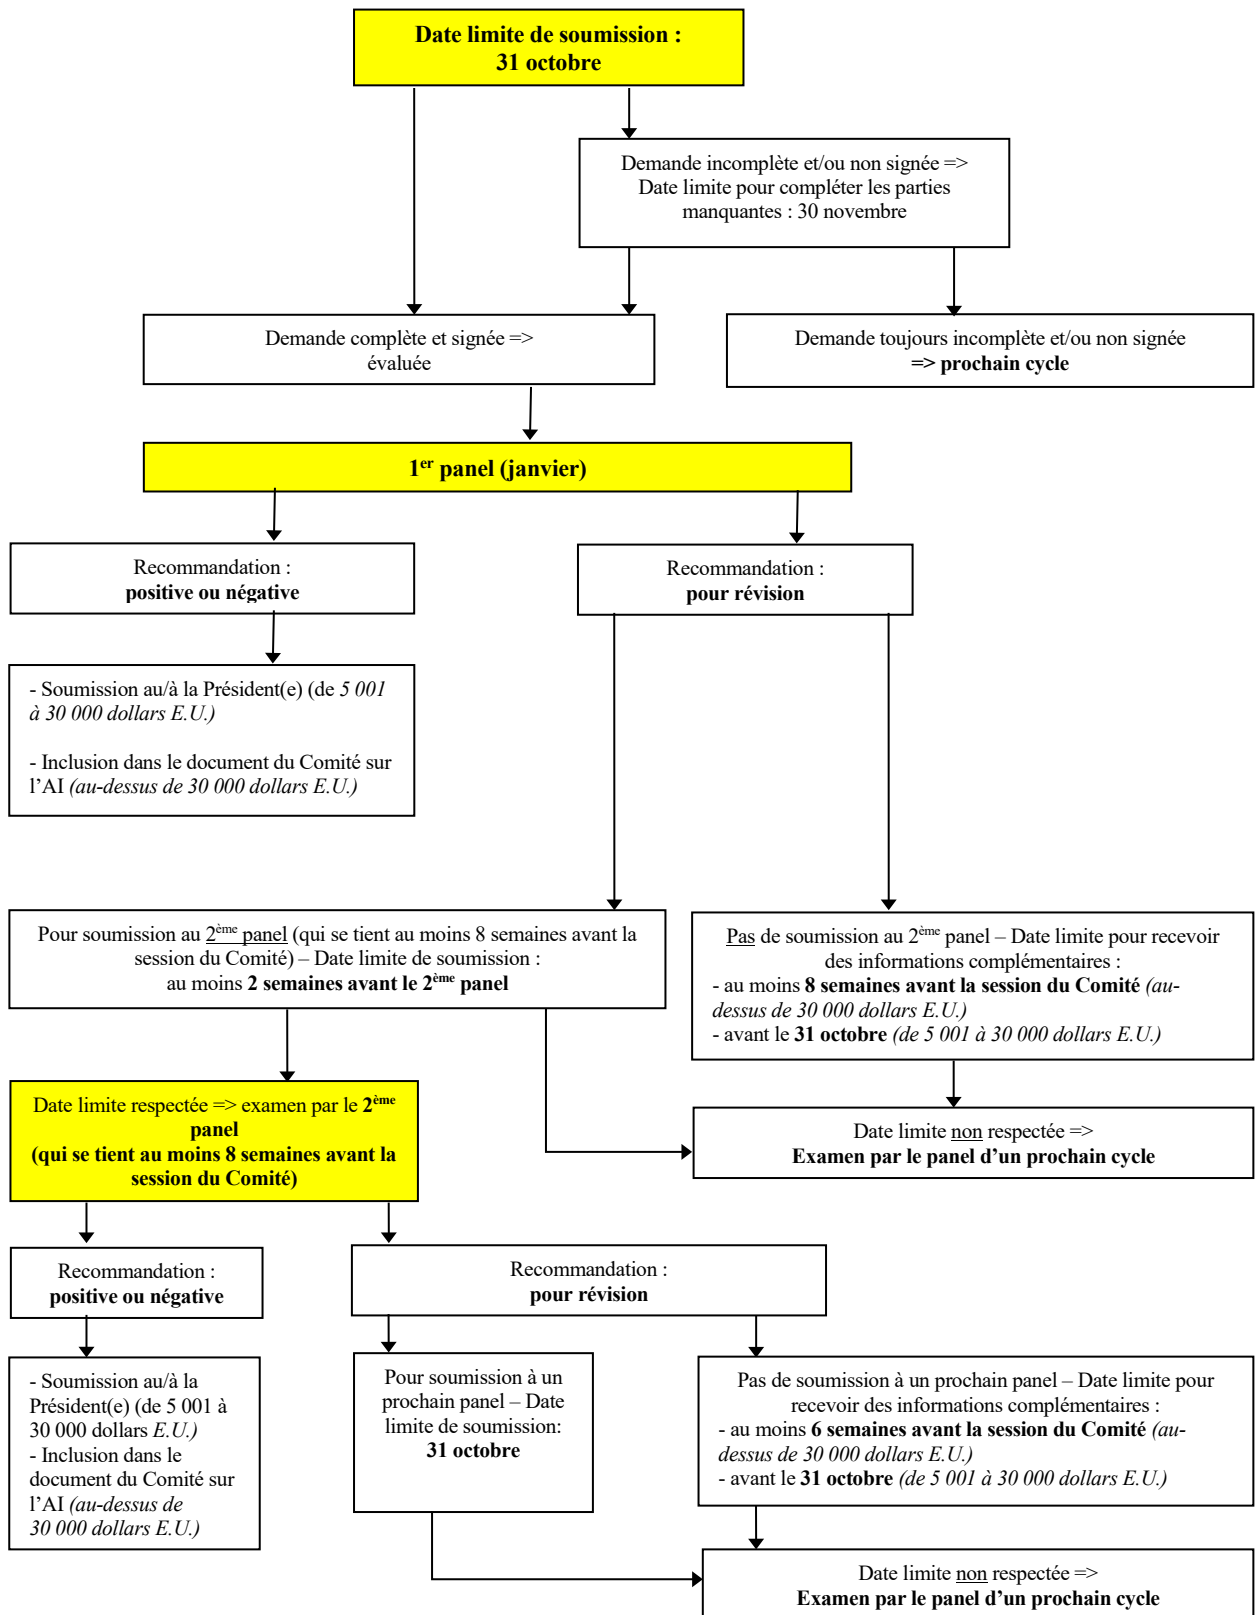 Date limite de soumission :
31 octobre
Demande incomplète et/ou non signée =>
Date limite pour compléter les parties
manquantes : 30 novembre
Demande complète et signée =>
évaluée
Demande toujours incomplète et/ou non signée
=> prochain cycle
1er panel (janvier)
Recommandation :
positive ou négative
Recommandation :
pour révision
- Soumission au/à la Président(e) (de 5 001
à 30 000 dollars E.U.)
- Inclusion dans le document du Comité sur
l’AI (au-dessus de 30 000 dollars E.U.)
Pour soumission au 2ème panel (qui se tient au moins 8 semaines avant la
session du Comité) – Date limite de soumission :
au moins 2 semaines avant le 2ème panel
Pas de soumission au 2ème panel – Date limite pour recevoir
des informations complémentaires :
- au moins 8 semaines avant la session du Comité (au-
dessus de 30 000 dollars E.U.)
- avant le 31 octobre (de 5 001 à 30 000 dollars E.U.)
Date limite respectée => examen par le 2ème
panel
(qui se tient au moins 8 semaines avant la
session du Comité)
Date limite non respectée =>
Examen par le panel d’un prochain cycle
Recommandation :
positive ou négative
Recommandation :
pour révision
- Soumission au/à la
Président(e) (de 5 001 à
30 000 dollars E.U.)
- Inclusion dans le
document du Comité sur
l’AI (au-dessus de
30 000 dollars E.U.)
Pour soumission à un
prochain panel – Date
limite de soumission:
31 octobre
Pas de soumission à un prochain panel – Date limite pour
recevoir des informations complémentaires :
- au moins 6 semaines avant la session du Comité (au-
dessus de 30 000 dollars E.U.)
- avant le 31 octobre (de 5 001 à 30 000 dollars E.U.)
Date limite non respectée =>
Examen par le panel d’un prochain cycle